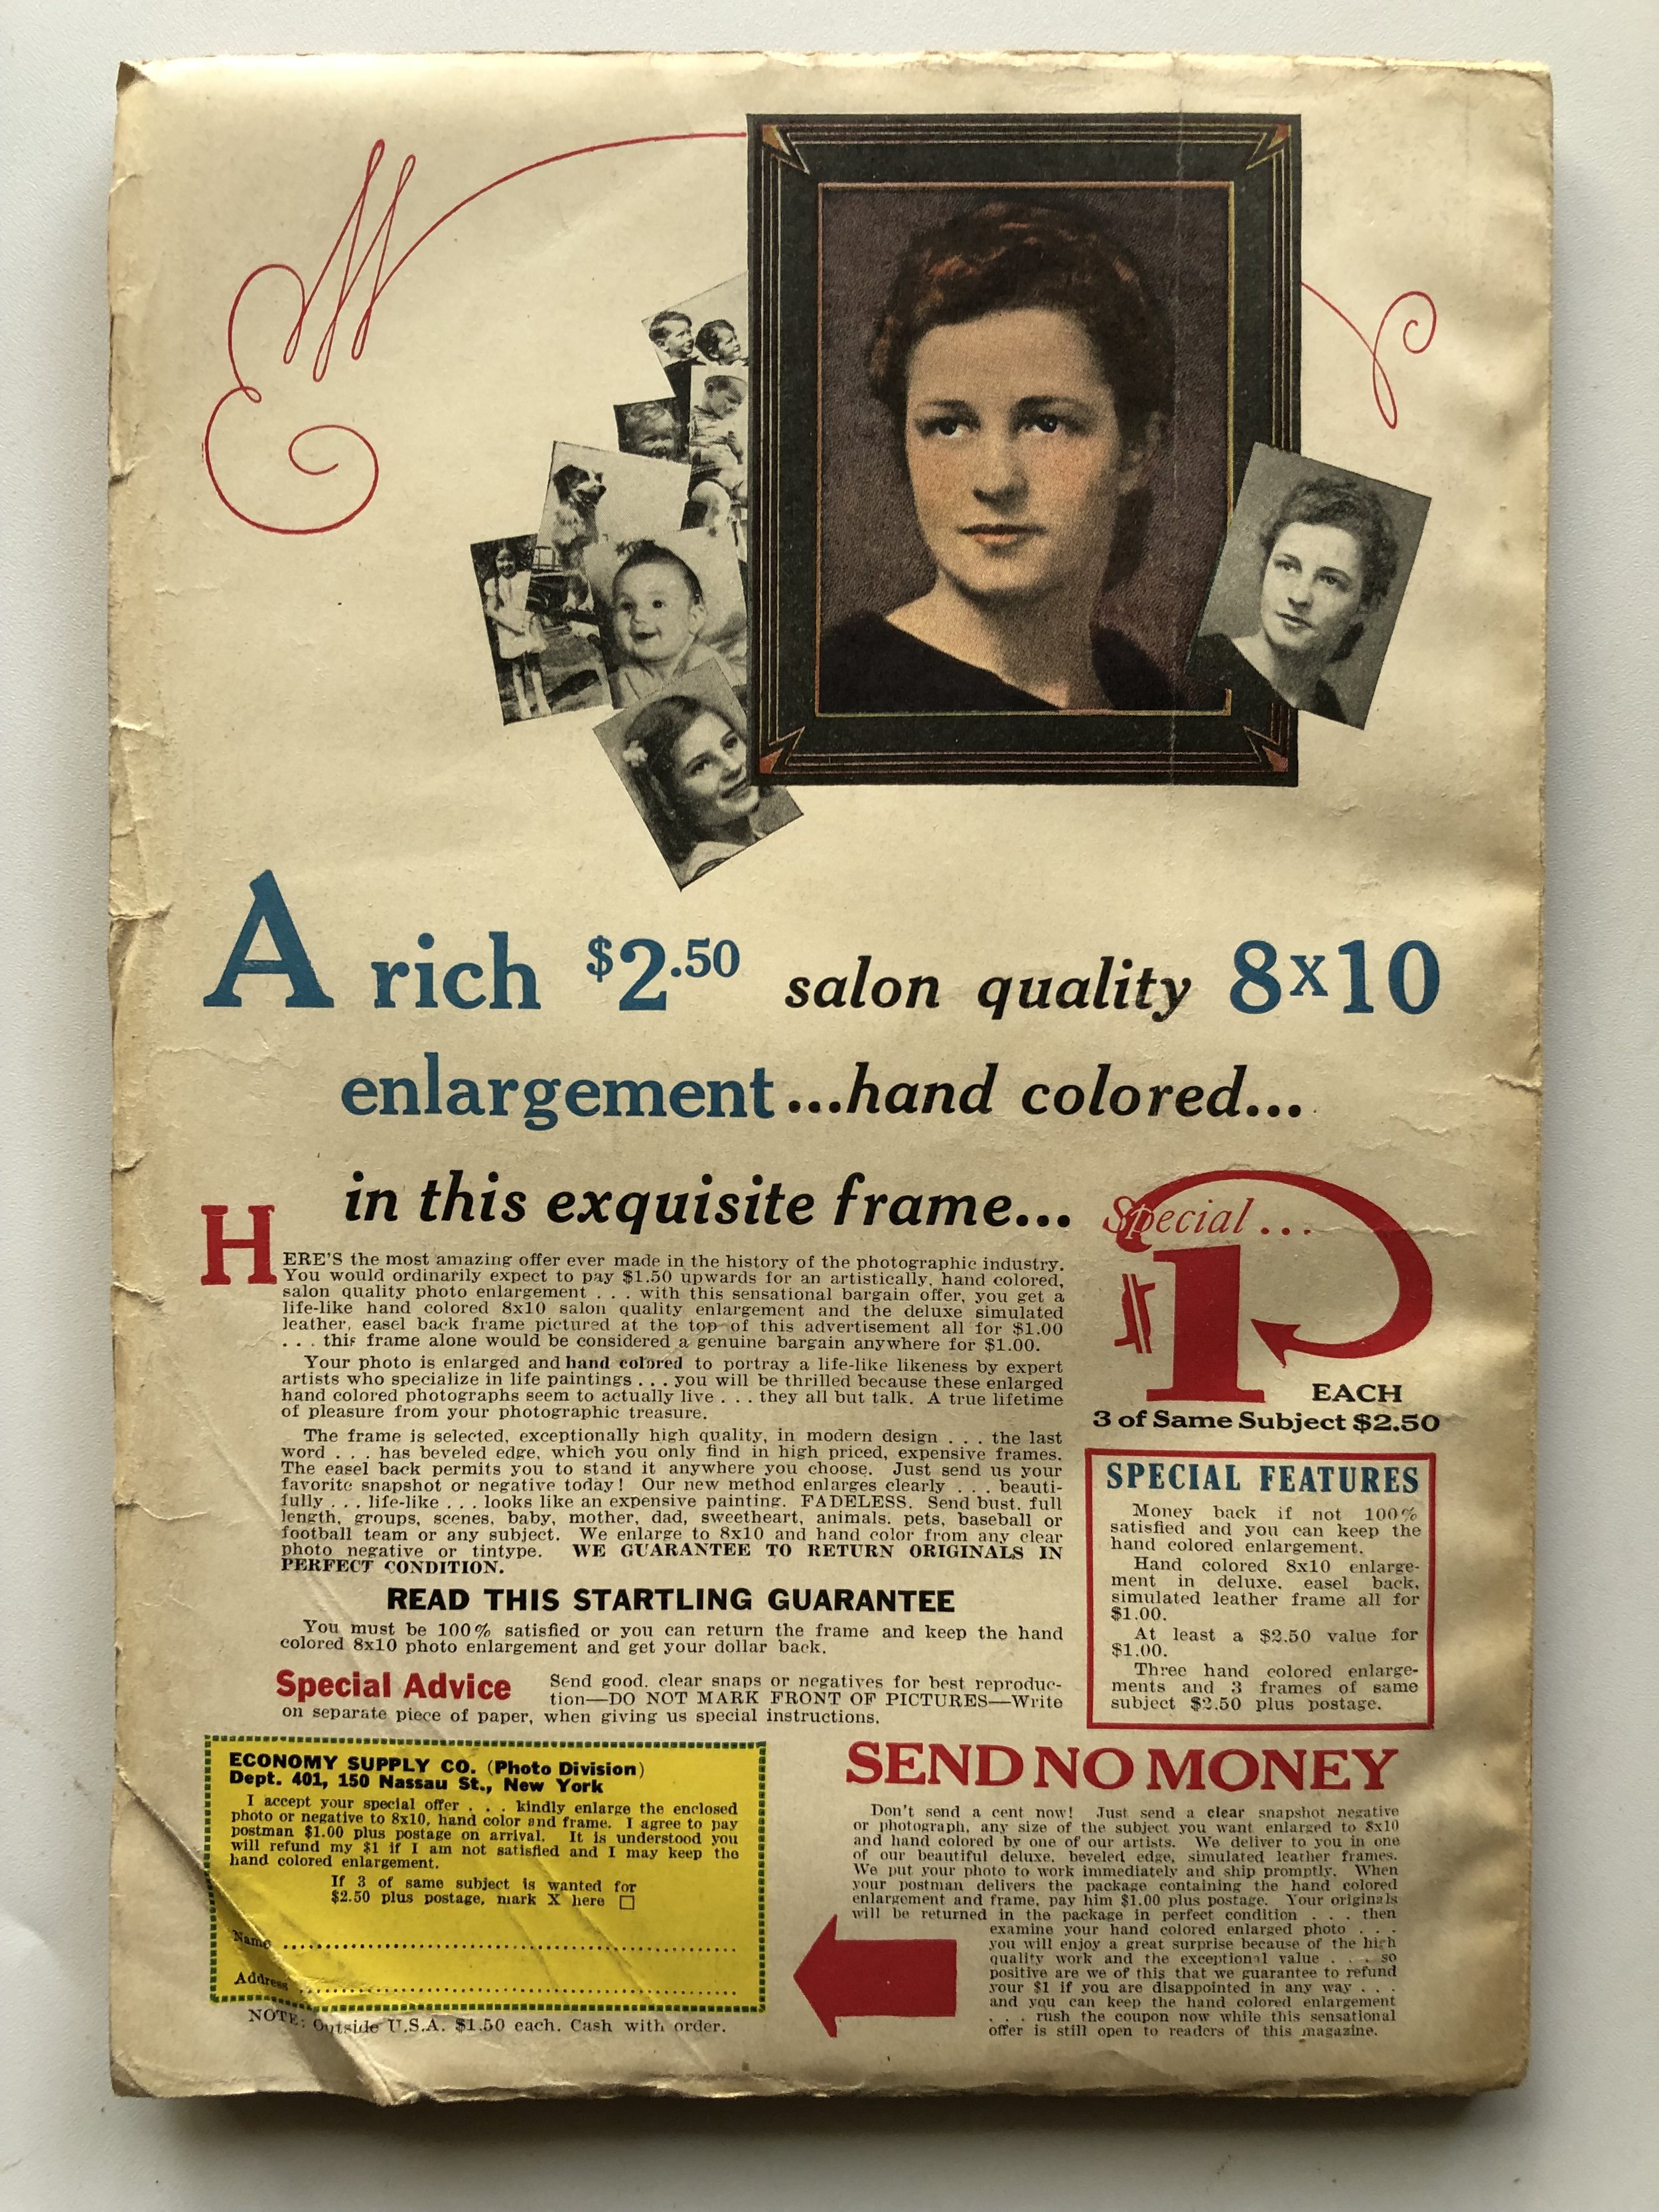 A rich $2.50 salon quality 8x10
enlargement...hand colored...
in this exquisite frame...
HERE'S the most amazing offer ever made in the history of the photographic industry.
You would ordinarily expect to pay $1.50 upwards for an artistically, hand colored,
salon quality photo enlargement . . . with this sensational bargain offer, you get a
life-like hand colored 8x10 salon quality enlargement and the deluxe simulated
leather, easel back frame pictured at the top of this advertisement all for $1.00
. . . this frame alone would be considered a genuine bargain anywhere for $1.00.
Your photo is enlarged and hand colored to portray a life-like likeness by expert
artists who specialize in life paintings . . . you will be thrilled because these enlarged
hand colored photographs seem to actually live . . . they all but talk. A true lifetime
of pleasure from your photographic treasure.
The frame is selected, exceptionally high quality, in modern design . . . the last
word . . . has beveled edge, which you only find in high priced, expensive frames.
The easel back permits you to stand it anywhere you choose. Just send us your
favorite snapshot or negative today! Our new method enlarges clearly . . . beauti-
fully . . . life-like . . . looks like an expensive painting. FADELESS. Send bust, full
length, groups, scenes, baby, mother, dad, sweetheart, animals, pets, baseball or
football team or any subject. We enlarge to 8x10 and hand color from any clear
photo negative or tintype. WE GUARANTEE TO RETURN ORIGINALS IN
PERFECT CONDITION.
READ THIS STARTLING GUARANTEE
You must be 100% satisfied or you can return the frame and keep the hand
colored 8x10 photo enlargement and get your dollar back.
Special Advice Send good, clear snaps or negatives for best reproduc-
tion—DO NOT MARK FRONT OF PICTURES—Write
on separate piece of paper, when giving us special instructions.
Special . . .
$1
EACH
3 of Same Subject $2.50
SPECIAL FEATURES
Money back if not 100%
satisfied and you can keep the
hand colored enlargement.
Hand colored 8x10 enlarge-
ment in deluxe, easel back,
simulated leather frame all for
$1.00.
At least a $2.50 value for
$1.00.
Three hand colored enlarge-
ments and 3 frames of same
subject $2.50 plus postage.
ECONOMY SUPPLY CO. (Photo Division)
Dept. 401, 150 Nassau St., New York
I accept your special offer . . . kindly enlarge the enclosed
photo or negative to 8x10, hand color and frame. I agree to pay
postman $1.00 plus postage on arrival. It is understood you
will refund my $1 if I am not satisfied and I may keep the
hand colored enlargement.
If 3 of same subject is wanted for
$2.50 plus postage, mark X here □
Name
Address
NOTE: Outside U.S.A. $1.50 each. Cash with order.
SEND NO MONEY
Don't send a cent now! Just send a clear snapshot negative
or photograph, any size of the subject you want enlarged to 8x10
and hand colored by one of our artists. We deliver to you in one
of our beautiful deluxe, beveled edge, simulated leather frames.
We put your photo to work immediately and ship promptly. When
your postman delivers the package containing the hand colored
enlargement and frame, pay him $1.00 plus postage. Your originals
will be returned in the package in perfect condition . . . then
examine your hand colored enlarged photo . . .
you will enjoy a great surprise because of the high
quality work and the exceptional value . . . so
positive are we of this that we guarantee to refund
your $1 if you are disappointed in any way . . .
and you can keep the hand colored enlargement
. . . rush the coupon now while this sensational
offer is still open to readers of this magazine.